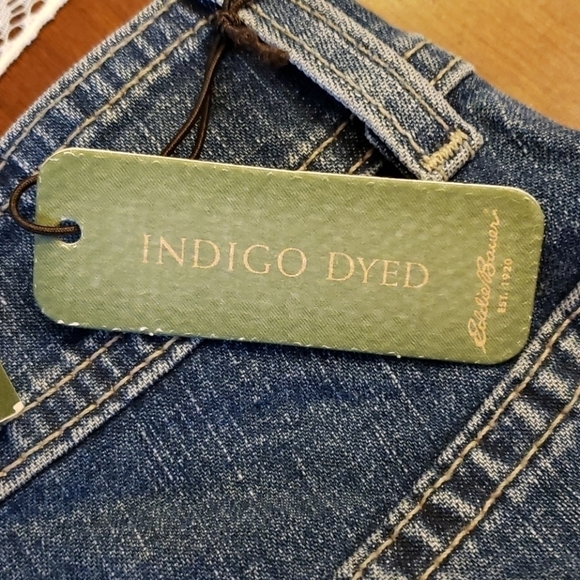 INDIGO DYED
Eddie Bauer
EST. 1920